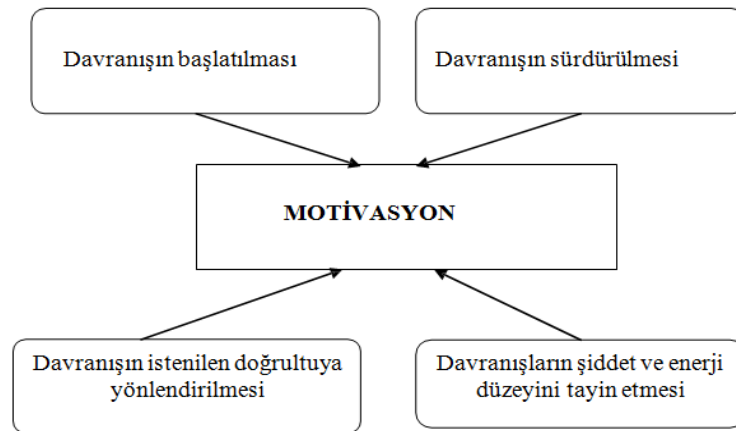 Davranışın başlatılması
Davranışın sürdürülmesi
MOTİVASYON
Davranışın istenilen doğrultuya
yönlendirilmesi
Davranışların şiddet ve enerji
düzeyini tayin etmesi